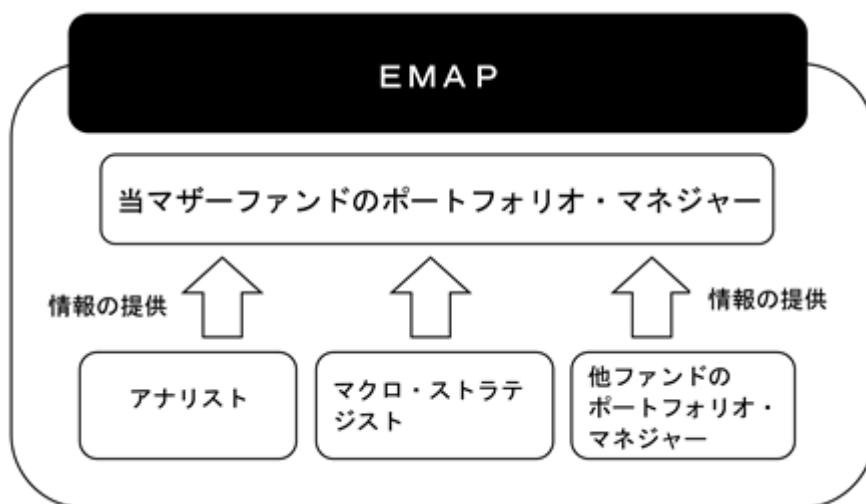 ＥＭＡＰ
当マザーファンドのポートフォリオ・マネジャー
情報の提供
情報の提供
アナリスト
マクロ・ストラテ
ジスト
他ファンドの
ポートフォリオ・
マネジャー